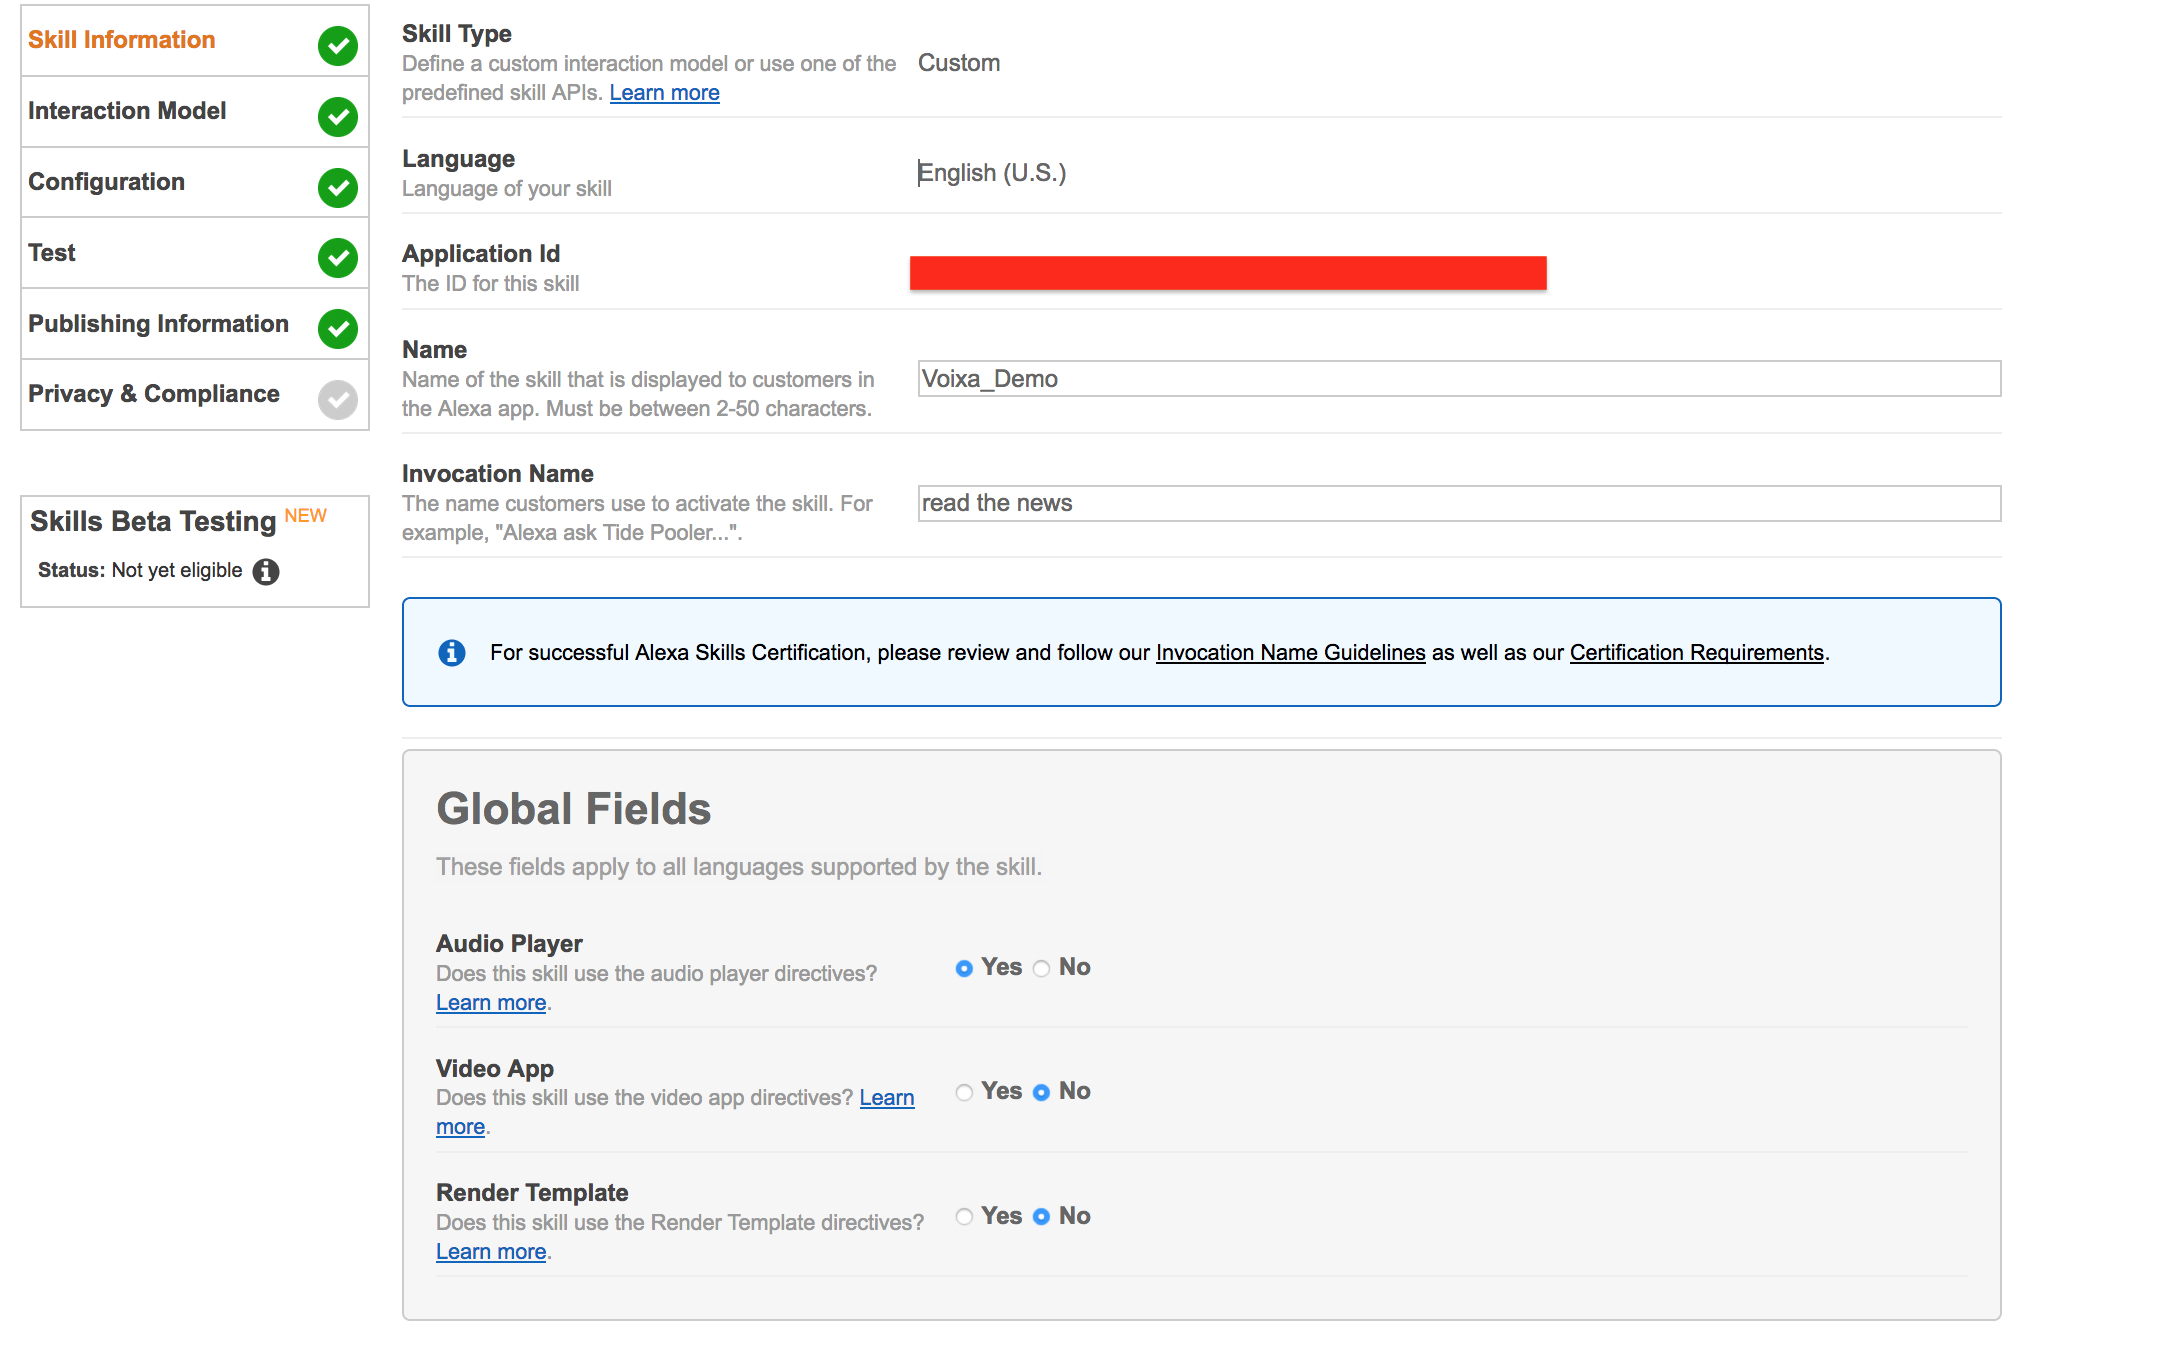 Skill Information
Interaction Model
Configuration
Test
Publishing Information
Privacy & Compliance
Skills Beta Testing NEW
Status: Not yet eligible
Skill Type
Define a custom interaction model or use one of the
predefined skill APIs. Learn more
Custom
Language
Language of your skill
English (U.S.)
Application Id
The ID for this skill
Name
Name of the skill that is displayed to customers in
the Alexa app. Must be between 2-50 characters.
Voixa_Demo
Invocation Name
The name customers use to activate the skill. For
example, "Alexa ask Tide Pooler...".
read the news
For successful Alexa Skills Certification, please review and follow our Invocation Name Guidelines as well as our Certification Requirements.
Global Fields
These fields apply to all languages supported by the skill.
Audio Player
Does this skill use the audio player directives?
Learn more.
Yes No
Video App
Does this skill use the video app directives? Learn
more.
Yes No
Render Template
Does this skill use the Render Template directives?
Learn more.
Yes No